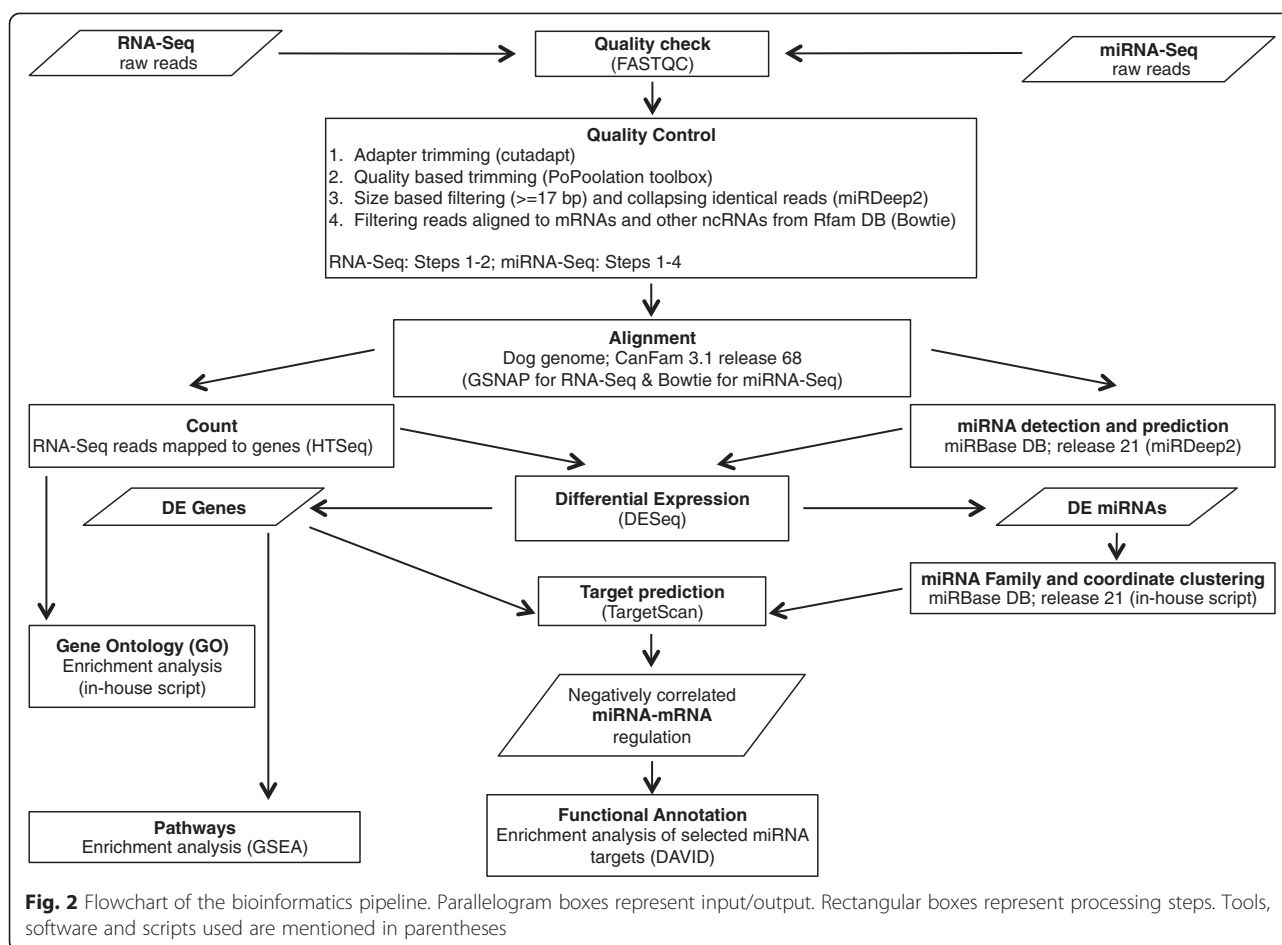 RNA-Seq
raw reads
Quality check
(FASTQC)
miRNA-Seq
raw reads
Quality Control
1. Adapter trimming (cutadapt)
2. Quality based trimming (PoPoolation toolbox)
3. Size based filtering (>=17 bp) and collapsing identical reads (miRDeep2)
4. Filtering reads aligned to mRNAs and other ncRNAs from Rfam DB (Bowtie)
RNA-Seq: Steps 1-2; miRNA-Seq: Steps 1-4
Alignment
Dog genome; CanFam 3.1 release 68
(GSNAP for RNA-Seq & Bowtie for miRNA-Seq)
Count
RNA-Seq reads mapped to genes (HTSeq)
miRNA detection and prediction
miRBase DB; release 21 (miRDeep2)
DE Genes
Differential Expression
(DESeq)
DE miRNAs
Target prediction
(TargetScan)
miRNA Family and coordinate clustering
miRBase DB; release 21 (in-house script)
Gene Ontology (GO)
Enrichment analysis
(in-house script)
Negatively correlated
miRNA-mRNA
regulation
Pathways
Enrichment analysis (GSEA)
Functional Annotation
Enrichment analysis of selected miRNA
targets (DAVID)
Fig. 2 Flowchart of the bioinformatics pipeline. Parallelogram boxes represent input/output. Rectangular boxes represent processing steps. Tools,
software and scripts used are mentioned in parentheses